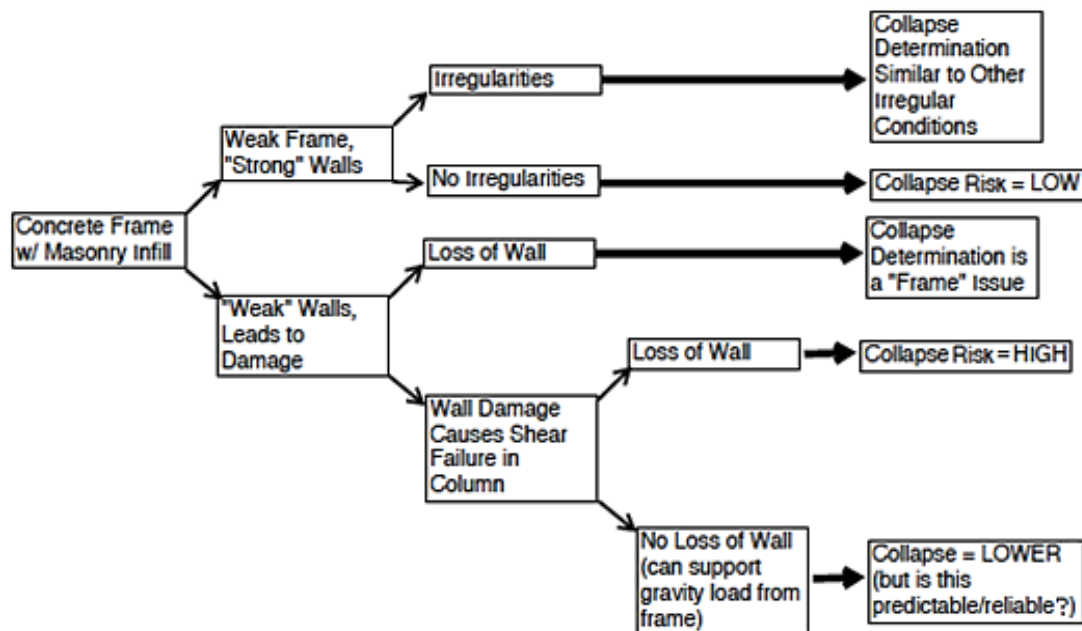 Collapse
Determination
Similar to Other
Irregular
Conditions
Irregularities
Weak Frame,
"Strong" Walls
No Irregularities
Collapse Risk = LOW
Concrete Frame
w/ Masonry Infill
Loss of Wall
Collapse
Determination is
a "Frame" Issue
"Weak" Walls,
Leads to
Damage
Loss of Wall
Collapse Risk = HIGH
Wall Damage
Causes Shear
Failure in
Column
No Loss of Wall
(can support
gravity load from
frame)
Collapse = LOWER
(but is this
predictable/reliable?)